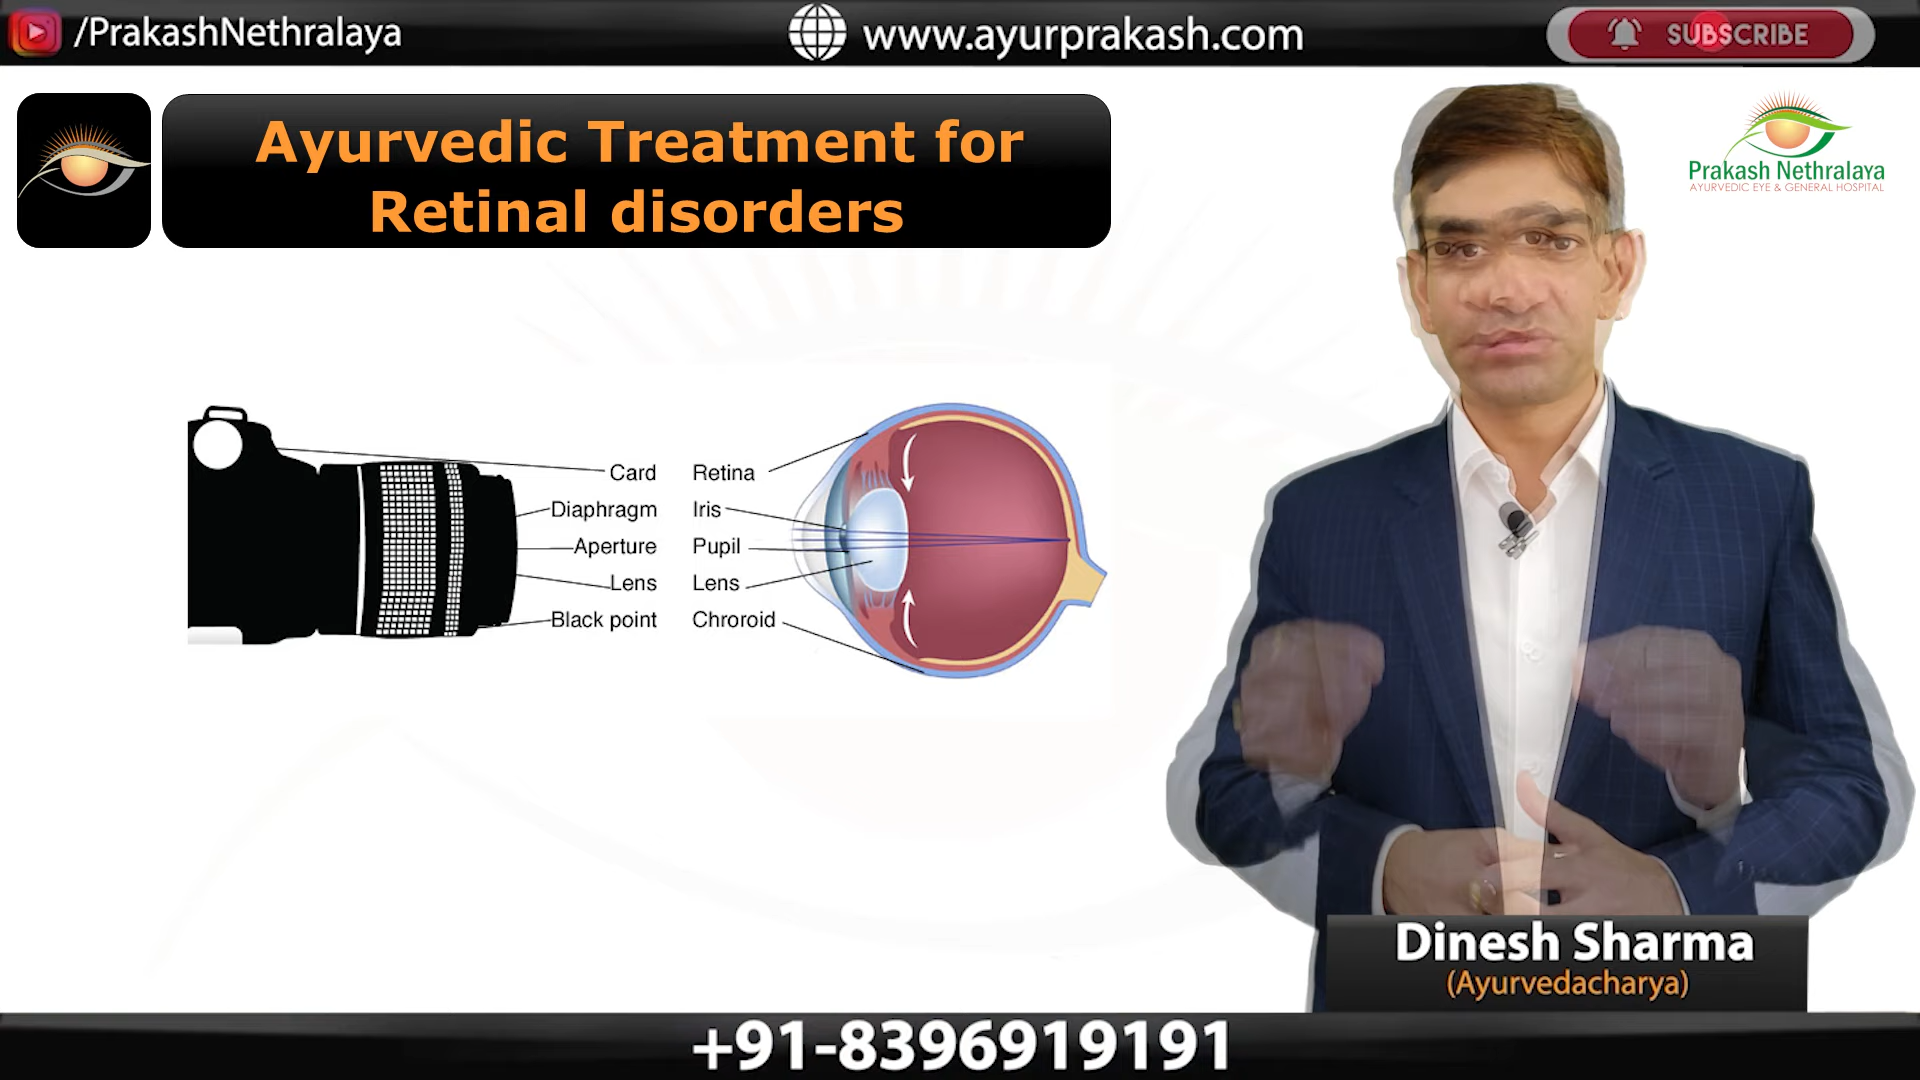 /PrakashNethralaya
www.ayurprakash.com
SUBSCRIBE
Ayurvedic Treatment for
Retinal disorders
Prakash Nethralaya
AYURVEDIC EYE & GENERAL HOSPITAL
Card Retina
Diaphragm Iris
Aperture Pupil
Lens Lens
Black point Chroroid
Dinesh Sharma
(Ayurvedacharya)
+91-8396919191